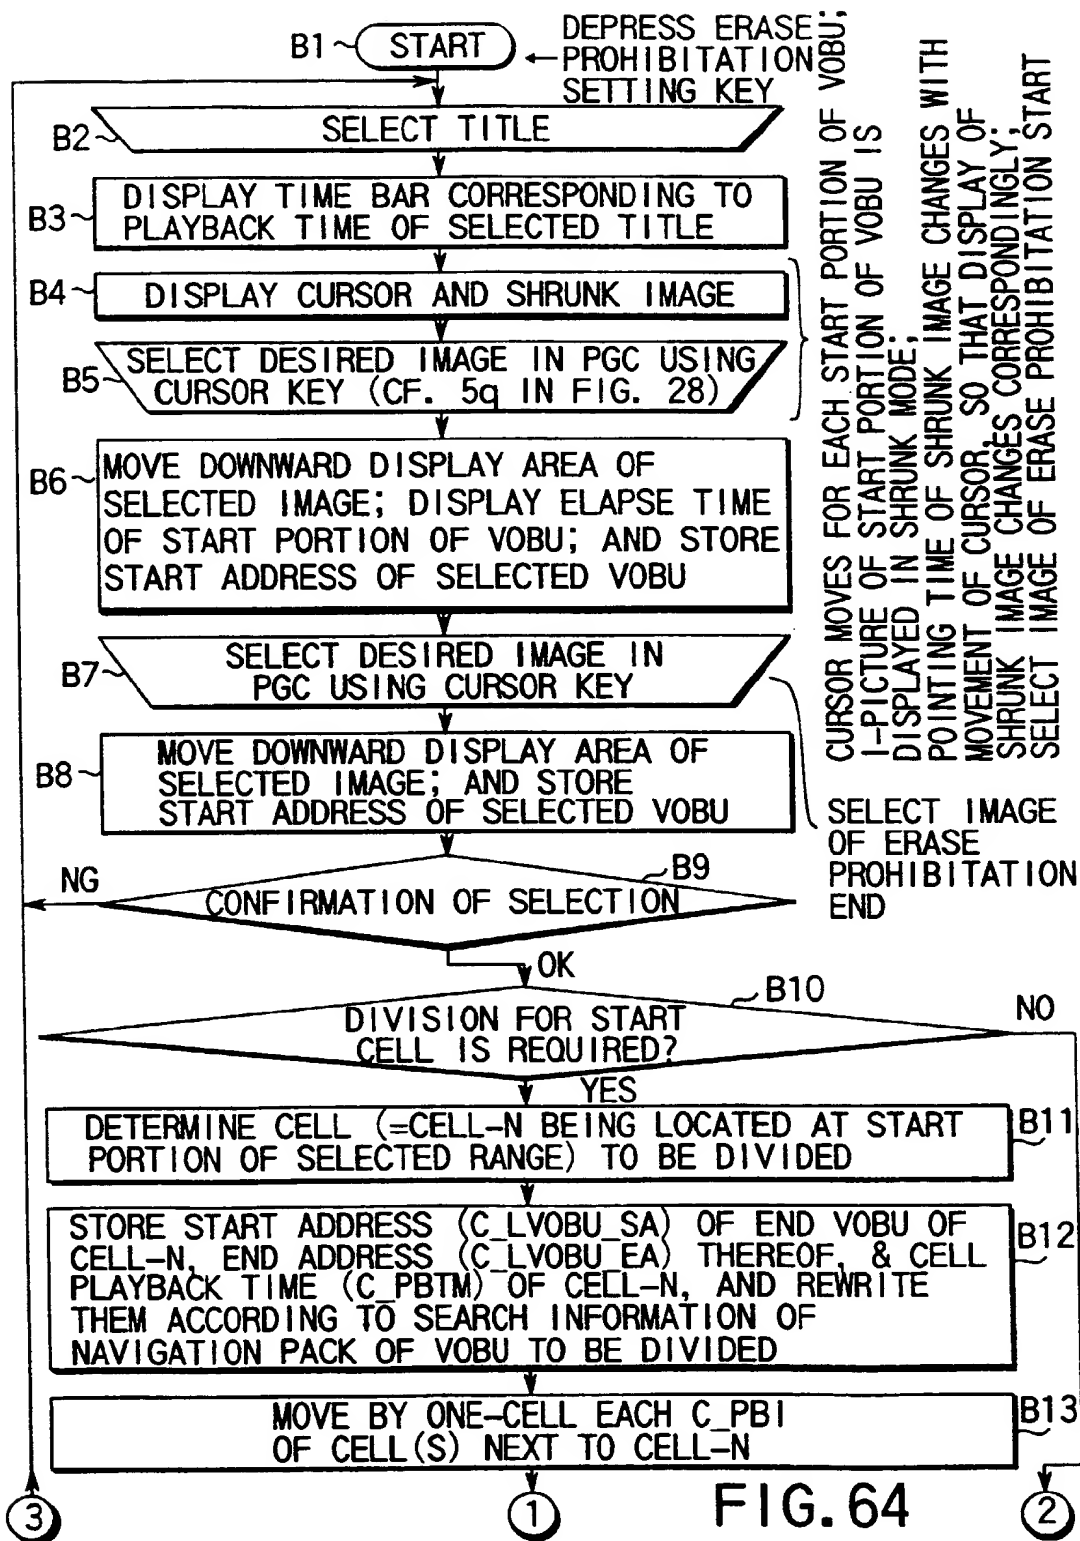 B1
START
DEPRESS ERASE
PROHIBITATION
SETTING KEY
B2
SELECT TITLE
B3
DISPLAY TIME BAR CORRESPONDING TO
PLAYBACK TIME OF SELECTED TITLE
B4
DISPLAY CURSOR AND SHRUNK IMAGE
B5
SELECT DESIRED IMAGE IN PGC USING
CURSOR KEY (CF. 5q IN FIG. 28)
CURSOR MOVES FOR EACH START PORTION OF VOBU;
I-PICTURE OF START PORTION OF VOBU IS
DISPLAYED IN SHRUNK MODE;
POINTING TIME OF SHRUNK IMAGE CHANGES WITH
MOVEMENT OF CURSOR, SO THAT DISPLAY OF
SHRUNK IMAGE CHANGES CORRESPONDINGLY;
SELECT IMAGE OF ERASE PROHIBITATION START
B6
MOVE DOWNWARD DISPLAY AREA OF
SELECTED IMAGE; DISPLAY ELAPSE TIME
OF START PORTION OF VOBU; AND STORE
START ADDRESS OF SELECTED VOBU
B7
SELECT DESIRED IMAGE IN
PGC USING CURSOR KEY
SELECT IMAGE
OF ERASE
PROHIBITATION
END
B8
MOVE DOWNWARD DISPLAY AREA OF
SELECTED IMAGE; AND STORE
START ADDRESS OF SELECTED VOBU
B9
NG
CONFIRMATION OF SELECTION
OK
B10
DIVISION FOR START
CELL IS REQUIRED?
NO
YES
DETERMINE CELL (=CELL-N BEING LOCATED AT START
PORTION OF SELECTED RANGE) TO BE DIVIDED
B11
STORE START ADDRESS (C_LVOBU_SA) OF END VOBU OF
CELL-N, END ADDRESS (C_LVOBU_EA) THEREOF, & CELL
PLAYBACK TIME (C_PBTM) OF CELL-N, AND REWRITE
THEM ACCORDING TO SEARCH INFORMATION OF
NAVIGATION PACK OF VOBU TO BE DIVIDED
B12
MOVE BY ONE-CELL EACH C_PBI
OF CELL(S) NEXT TO CELL-N
B13
3
1
FIG. 64
2